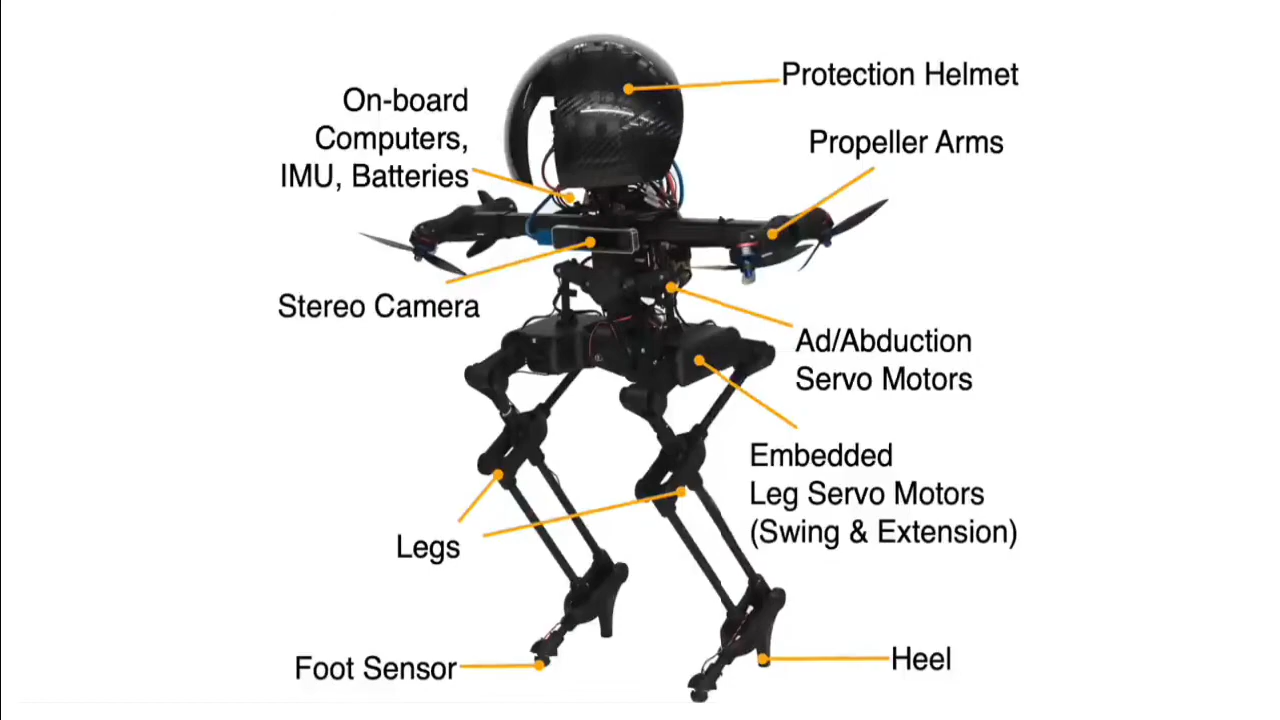 Protection Helmet
On-board
Computers,
IMU, Batteries
Propeller Arms
Stereo Camera
Ad/Abduction
Servo Motors
Embedded
Leg Servo Motors
(Swing & Extension)
Legs
Foot Sensor
Heel